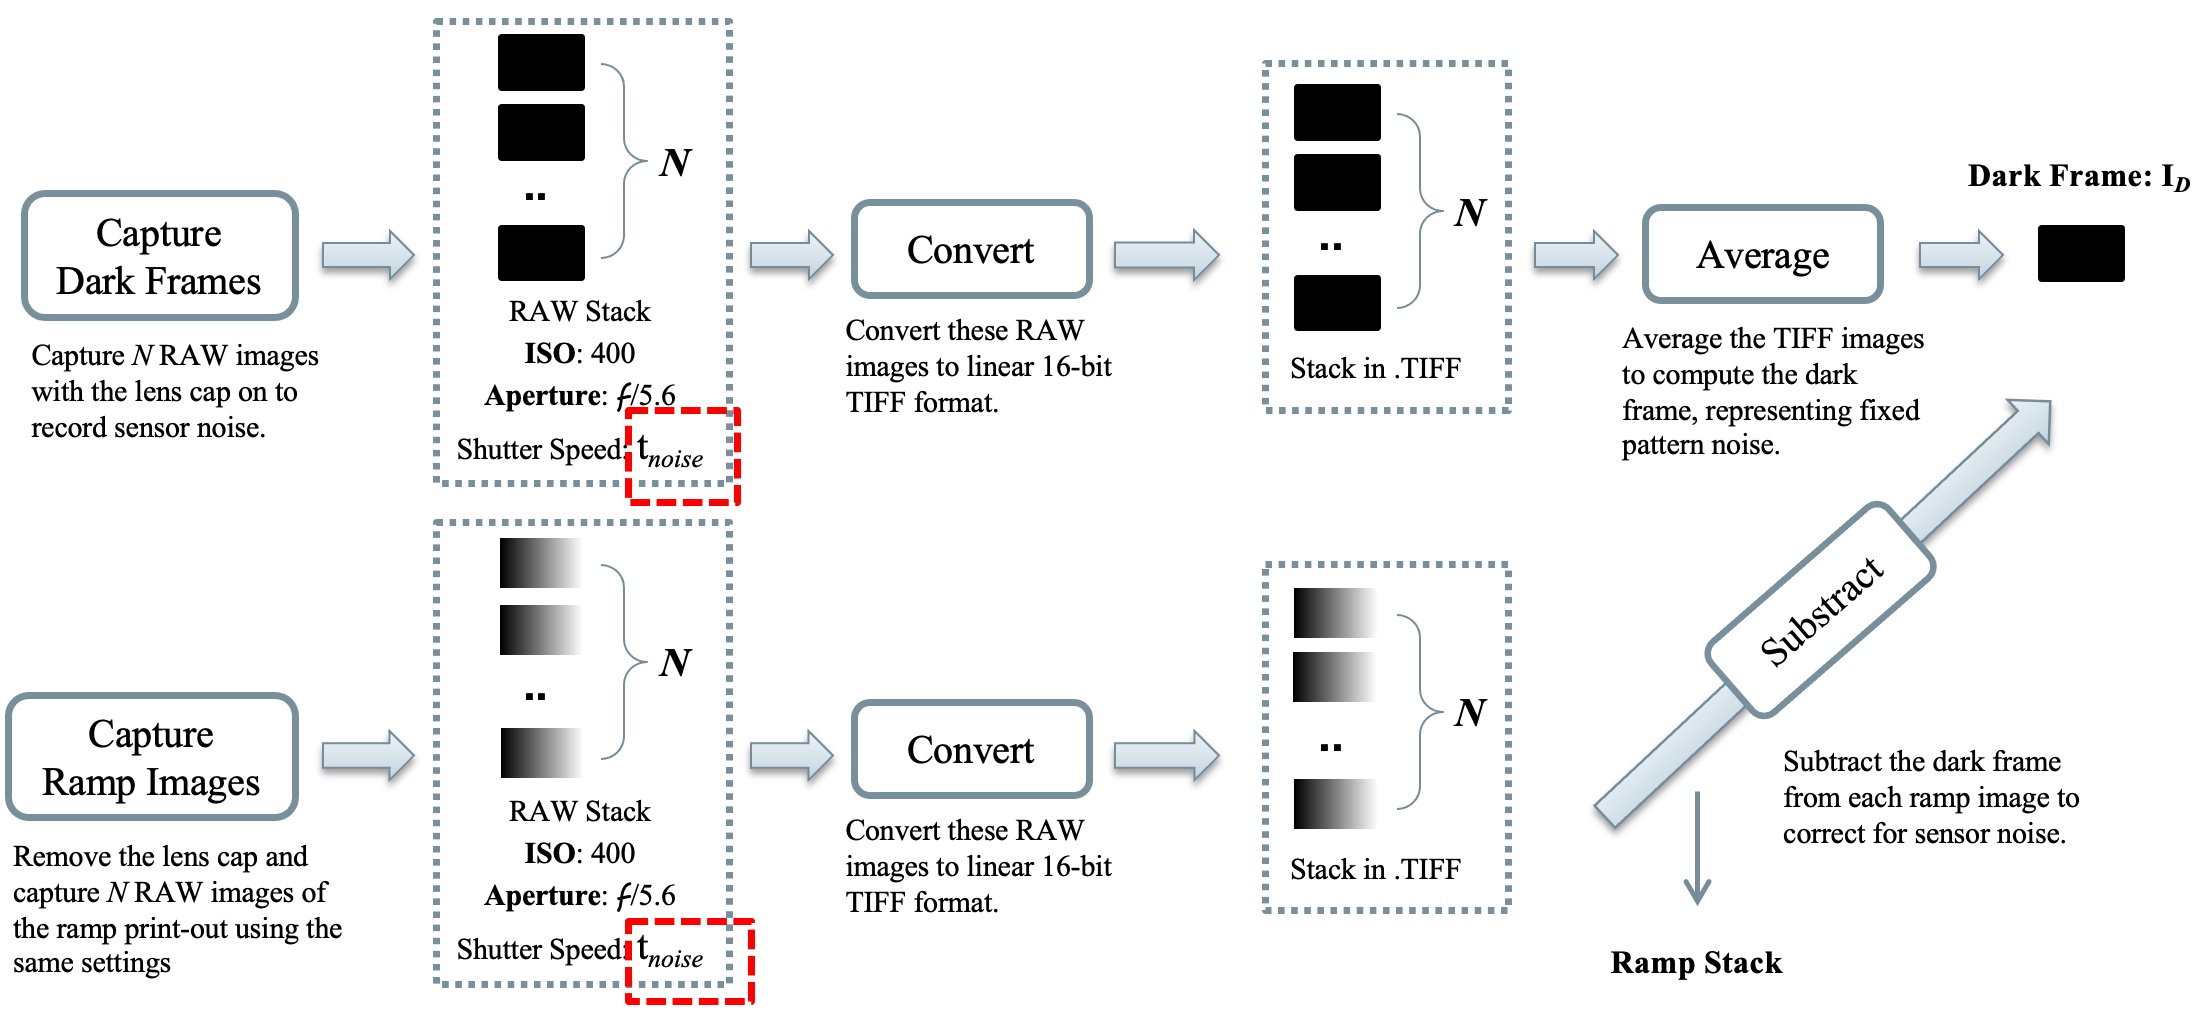 Capture
Dark Frames
Capture N RAW images
with the lens cap on to
record sensor noise.
N
RAW Stack
ISO: 400
Aperture: ƒ/5.6
Shutter Speed: tnoise
Convert
Convert these RAW
images to linear 16-bit
TIFF format.
N
Stack in .TIFF
Average
Average the TIFF images
to compute the dark
frame, representing fixed
pattern noise.
Dark Frame: ID
Capture
Ramp Images
Remove the lens cap and
capture N RAW images of
the ramp print-out using the
same settings
N
RAW Stack
ISO: 400
Aperture: ƒ/5.6
Shutter Speed: tnoise
Convert
Convert these RAW
images to linear 16-bit
TIFF format.
N
Stack in .TIFF
Substract
Subtract the dark frame
from each ramp image to
correct for sensor noise.
Ramp Stack